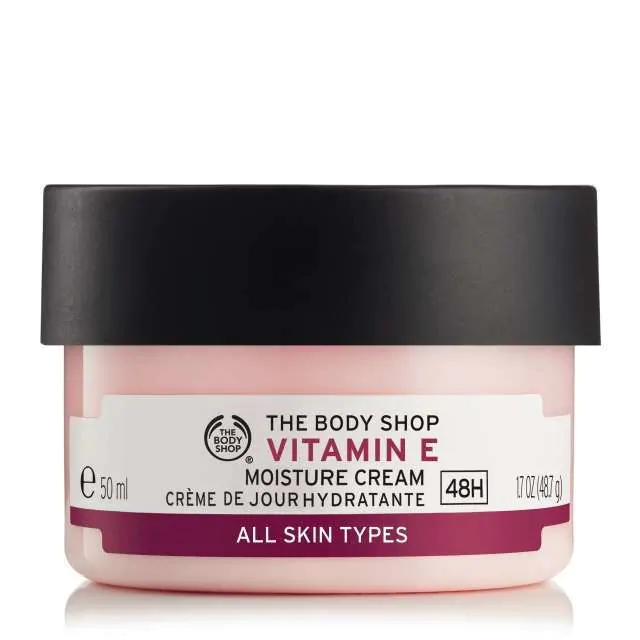 THE
BODY
SHOP
®
THE BODY SHOP
VITAMIN E
MOISTURE CREAM
CRÈME DE JOUR HYDRATANTE
48H
e 50 ml
1.7 OZ (48.7 g)
ALL SKIN TYPES